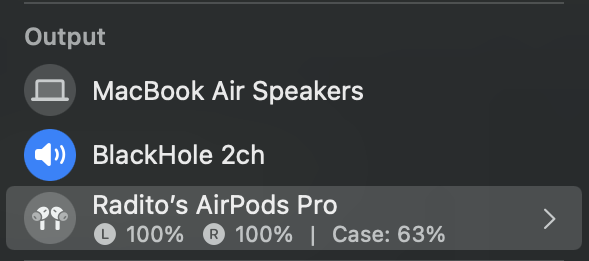 Output
MacBook Air Speakers
BlackHole 2ch
Radito’s AirPods Pro
L 100% R 100% | Case: 63%